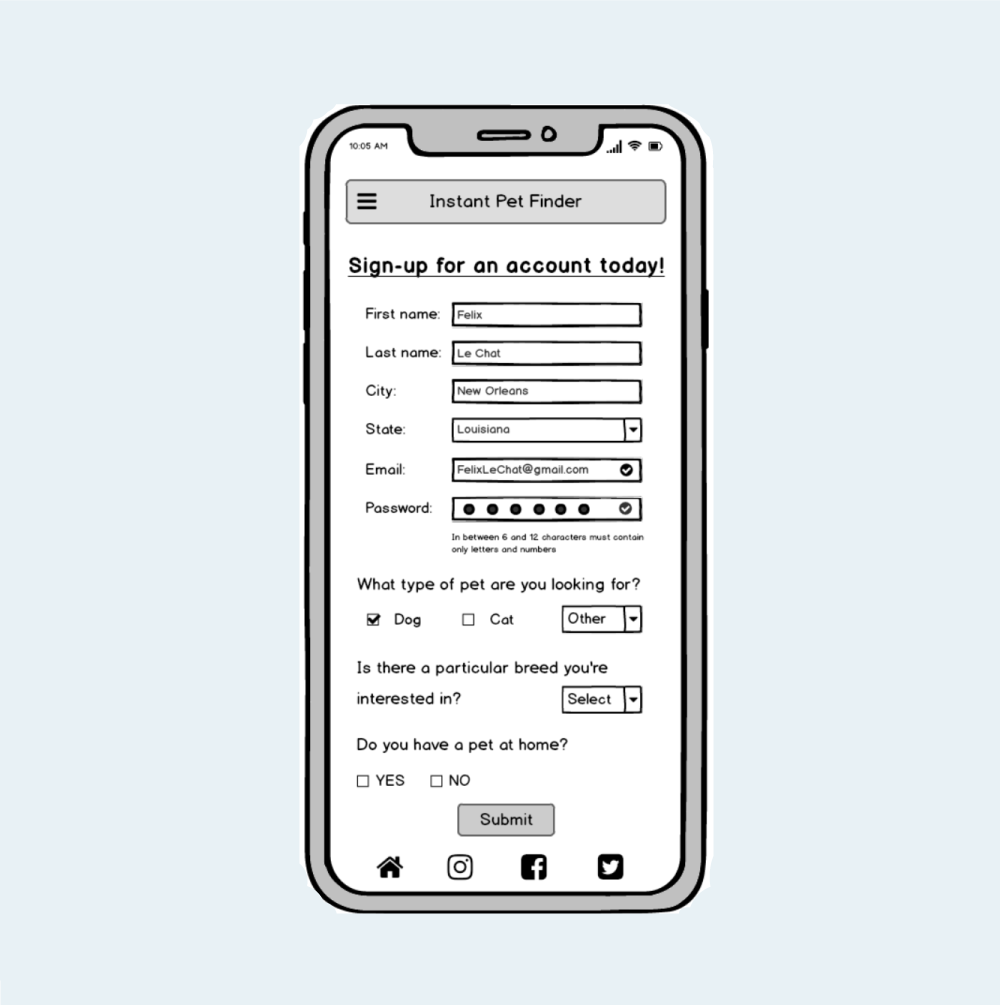 10:05 AM
Instant Pet Finder
Sign-up for an account today!
First name: Felix
Last name: Le Chat
City: New Orleans
State: Louisiana
Email: FelixLeChat@gmail.com
Password:
In between 6 and 12 characters must contain
only letters and numbers
What type of pet are you looking for?
Dog Cat Other
Is there a particular breed you're
interested in? Select
Do you have a pet at home?
YES NO
Submit